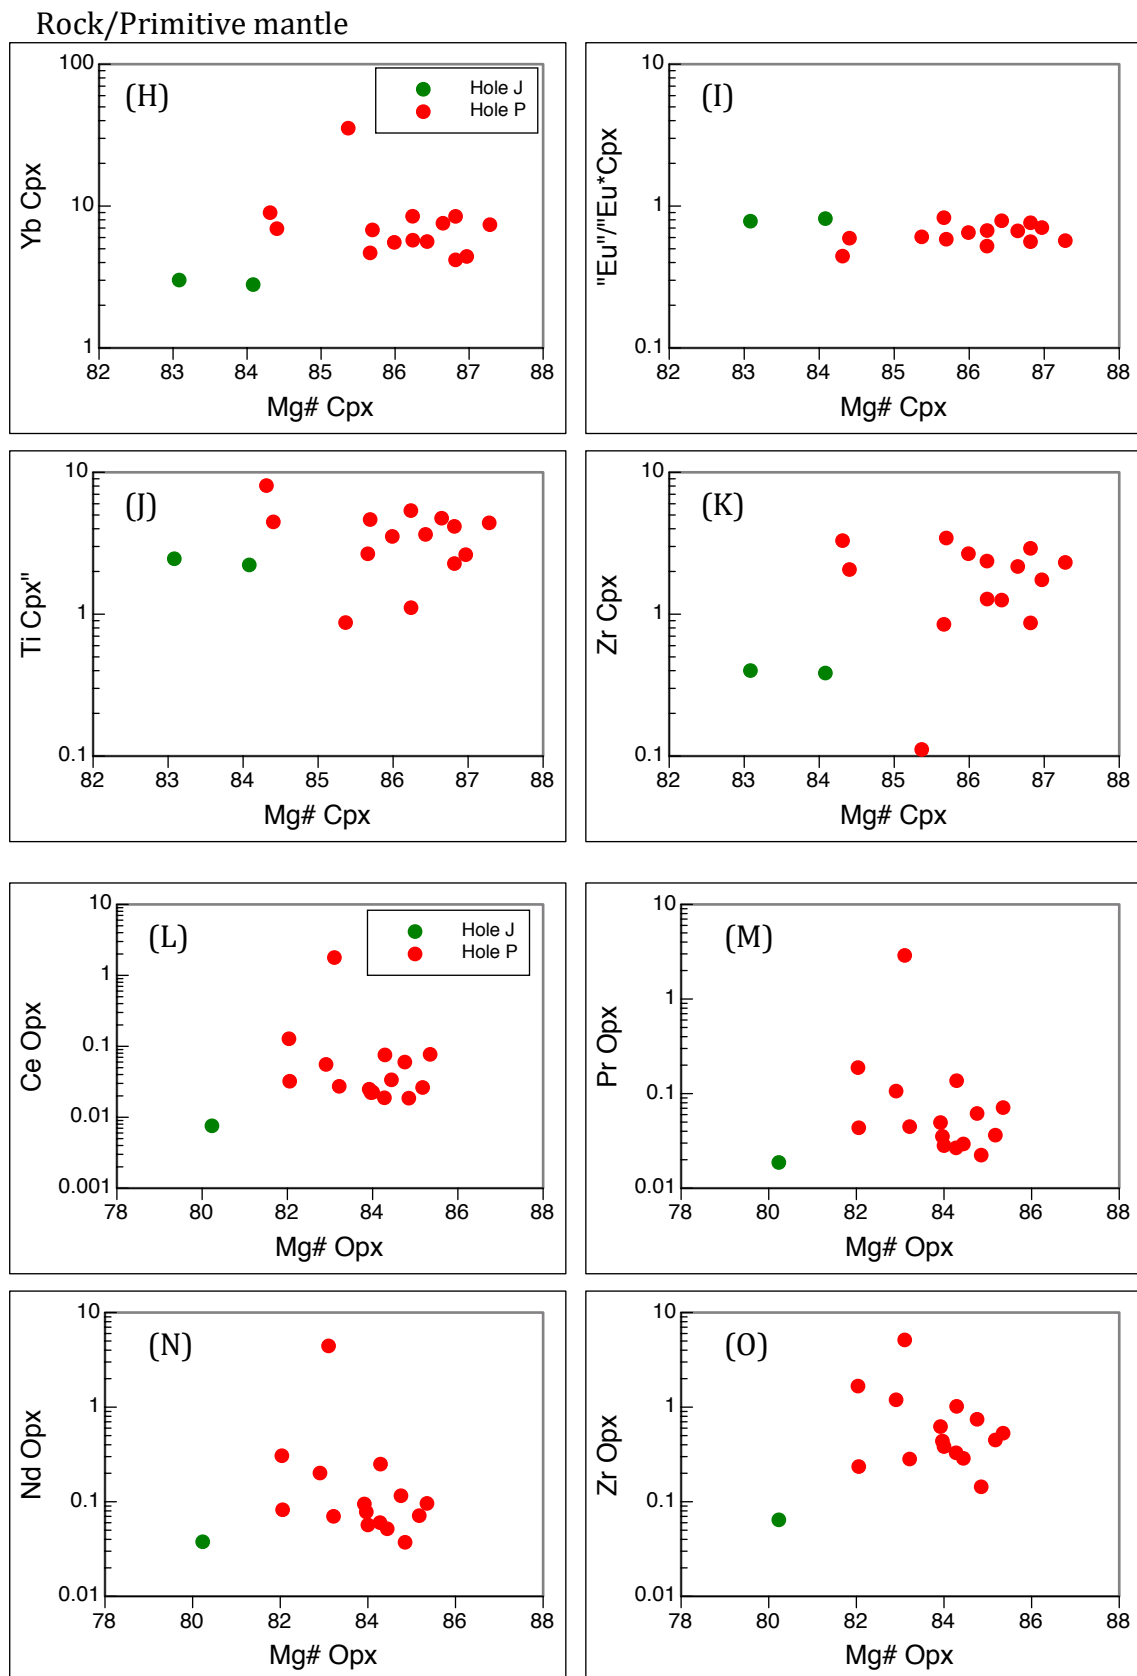 Rock/Primitive mantle
(H)
Hole J
Hole P
100
10
1
Yb Cpx
82 83 84 85 86 87 88
Mg# Cpx
(I)
10
1
0.1
"Eu"/"Eu*Cpx
82 83 84 85 86 87 88
Mg# Cpx
(J)
10
1
0.1
Ti Cpx"
82 83 84 85 86 87 88
Mg# Cpx
(K)
10
1
0.1
Zr Cpx
82 83 84 85 86 87 88
Mg# Cpx
(L)
Hole J
Hole P
10
1
0.1
0.01
0.001
Ce Opx
78 80 82 84 86 88
Mg# Opx
(M)
10
1
0.1
0.01
Pr Opx
78 80 82 84 86 88
Mg# Opx
(N)
10
1
0.1
0.01
Nd Opx
78 80 82 84 86 88
Mg# Opx
(O)
10
1
0.1
0.01
Zr Opx
78 80 82 84 86 88
Mg# Opx